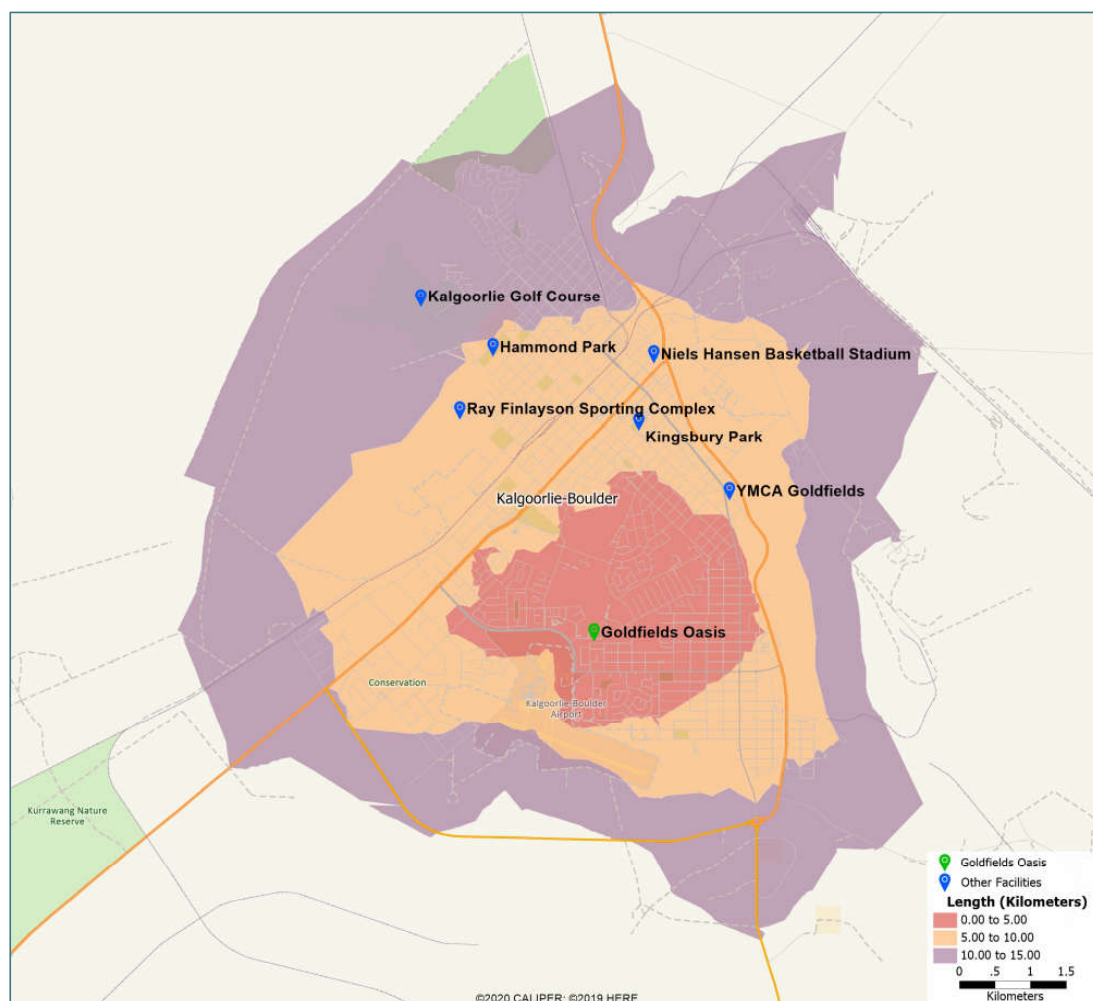 Kalgoorlie Golf Course
Hammond Park
Niels Hansen Basketball Stadium
Ray Finlayson Sporting Complex
Kingsbury Park
YMCA Goldfields
Kalgoorlie-Boulder
Goldfields Oasis
Conservation
Kalgoorlie-Boulder
Airport
Kurrawang Nature
Reserve
Goldfields Oasis
Other Facilities
Length (Kilometers)
0.00 to 5.00
5.00 to 10.00
10.00 to 15.00
0 .5 1 1.5
Kilometers
©2020 CALIPER; ©2019 HERE